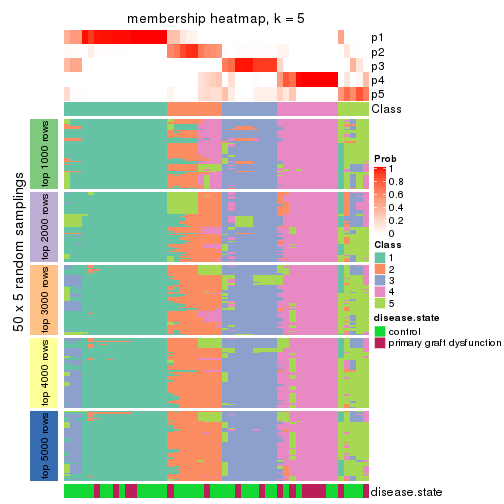 membership heatmap, k = 5
p1
p2
p3
p4
p5
Class
50 x 5 random samplings
top 1000 rows
top 2000 rows
top 3000 rows
top 4000 rows
top 5000 rows
Prob
1
0.8
0.6
0.4
0.2
0
Class
1
2
3
4
5
disease.state
control
primary graft dysfunction
disease.state